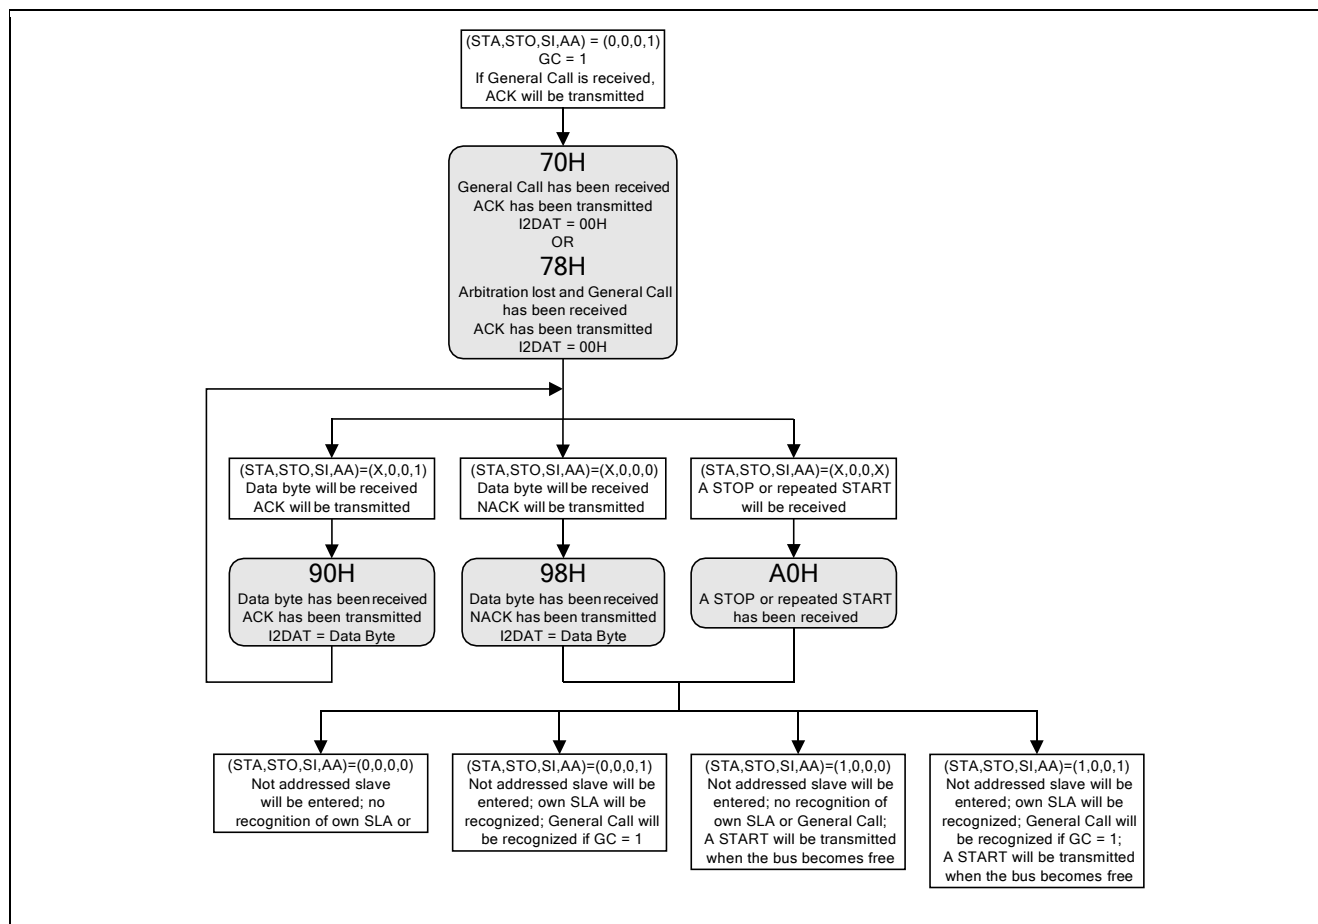 (STA,STO,SI,AA) = (0,0,0,1)
GC = 1
If General Call is received,
ACK will be transmitted
70H
General Call has been received
ACK has been transmitted
I2DAT = 00H
OR
78H
Arbitration lost and General Call
has been received
ACK has been transmitted
I2DAT = 00H
(STA,STO,SI,AA)=(X,0,0,1)
Data byte will be received
ACK will be transmitted
(STA,STO,SI,AA)=(X,0,0,0)
Data byte will be received
NACK will be transmitted
(STA,STO,SI,AA)=(X,0,0,X)
A STOP or repeated START
will be received
90H
Data byte has been received
ACK has been transmitted
I2DAT = Data Byte
98H
Data byte has been received
NACK has been transmitted
I2DAT = Data Byte
A0H
A STOP or repeated START
has been received
(STA,STO,SI,AA)=(0,0,0,0)
Not addressed slave
will be entered; no
recognition of own SLA or
(STA,STO,SI,AA)=(0,0,0,1)
Not addressed slave will be
entered; own SLA will be
recognized; General Call will
be recognized if GC = 1
(STA,STO,SI,AA)=(1,0,0,0)
Not addressed slave will be
entered; no recognition of
own SLA or General Call;
A START will be transmitted
when the bus becomes free
(STA,STO,SI,AA)=(1,0,0,1)
Not addressed slave will be
entered; own SLA will be
recognized; General Call will
be recognized if GC = 1;
A START will be transmitted
when the bus becomes free